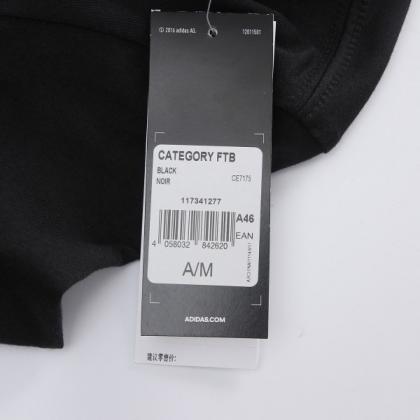 © 2016 adidas AG. 12011581
CATEGORY FTB
BLACK
NOIR CE7175
117341277
A46
EAN
4 058032 842620
A/M
ADIDAS.COM
建议零售价: